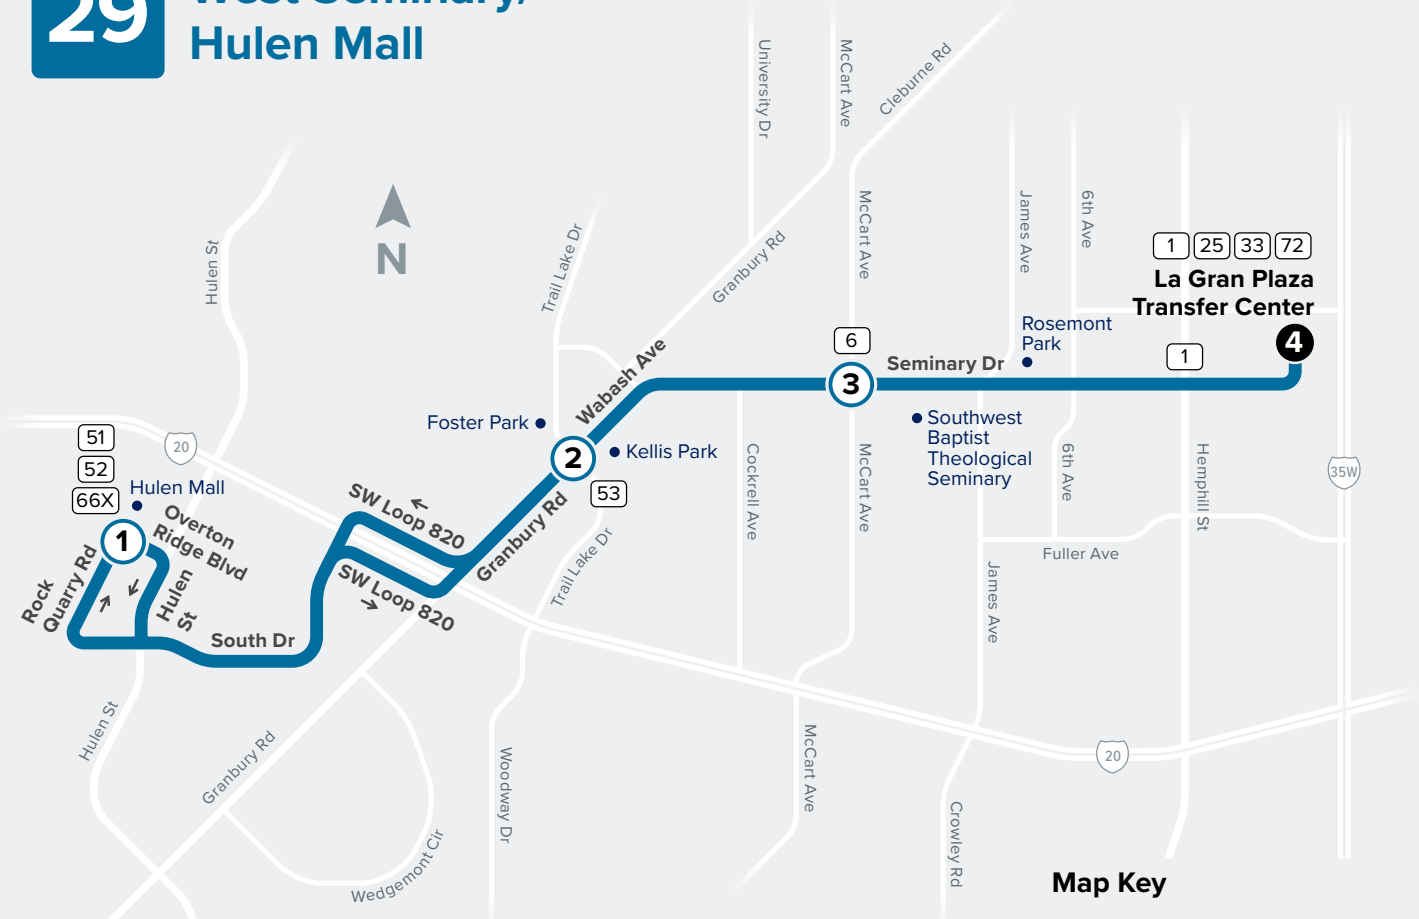 29
West Seminary/
Hulen Mall
University Dr
McCart Ave
Cleburne Rd
Hulen St
N
Trail Lake Dr
Granbury Rd
McCart Ave
James Ave
6th Ave
1
25
33
72
La Gran Plaza
Transfer Center
4
Rosemont
Park
6
3
Seminary Dr
1
Wabash Ave
Foster Park
2
Kellis Park
53
Southwest
Baptist
Theological
Seminary
Cockrell Ave
McCart Ave
6th Ave
Hemphill St
35W
51
52
66X
20
Hulen Mall
1
Overton
Ridge Blvd
SW Loop 820
SW Loop 820
Granbury Rd
Trail Lake Dr
Rock
Quarry Rd
Hulen
St
South Dr
Fuller Ave
James Ave
Hulen St
Granbury Rd
Woodway Dr
McCart Ave
20
Crowley Rd
Wedgemont Cir
Map Key